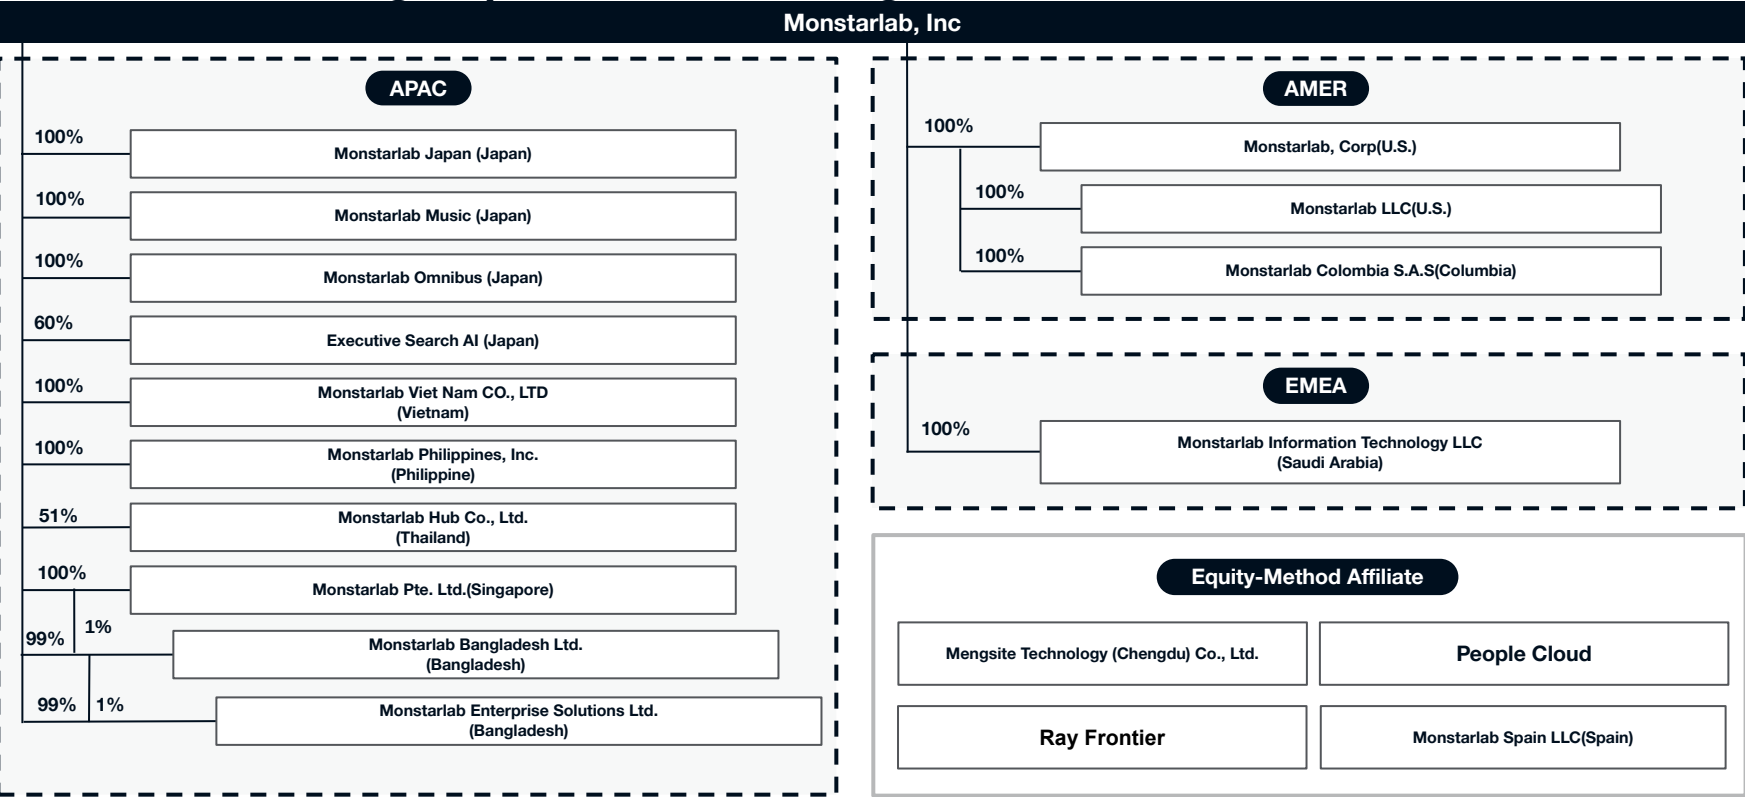 Monstarlab, Inc
APAC
100%
Monstarlab Japan (Japan)
100%
Monstarlab Music (Japan)
100%
Monstarlab Omnibus (Japan)
60%
Executive Search AI (Japan)
100%
Monstarlab Viet Nam CO., LTD
(Vietnam)
100%
Monstarlab Philippines, Inc.
(Philippine)
51%
Monstarlab Hub Co., Ltd.
(Thailand)
100%
Monstarlab Pte. Ltd.(Singapore)
99%
1%
Monstarlab Bangladesh Ltd.
(Bangladesh)
99%
1%
Monstarlab Enterprise Solutions Ltd.
(Bangladesh)
AMER
100%
Monstarlab, Corp(U.S.)
100%
Monstarlab LLC(U.S.)
100%
Monstarlab Colombia S.A.S(Columbia)
EMEA
100%
Monstarlab Information Technology LLC
(Saudi Arabia)
Equity-Method Affiliate
Mengsite Technology (Chengdu) Co., Ltd.
People Cloud
Ray Frontier
Monstarlab Spain LLC(Spain)